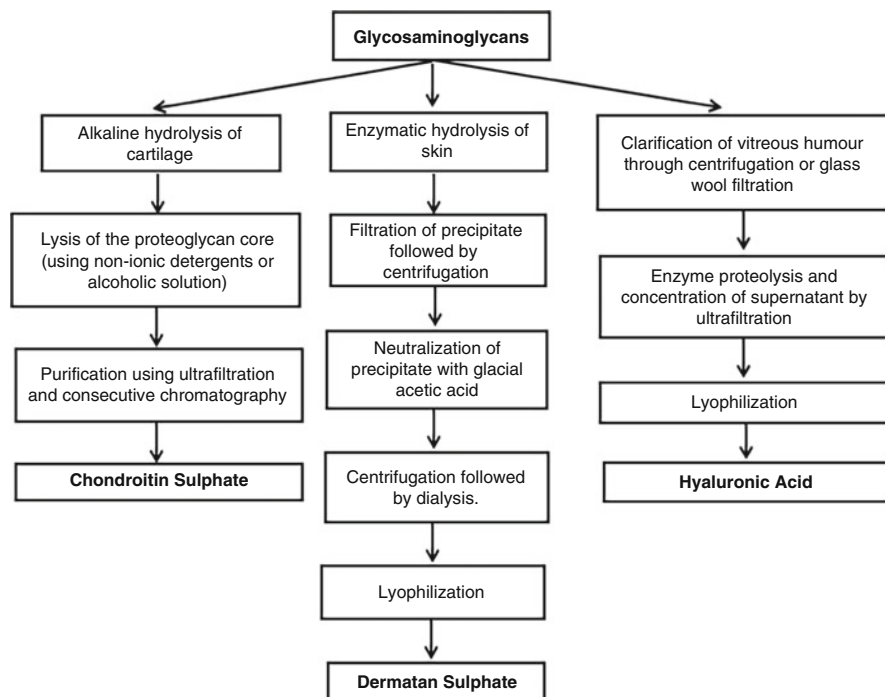 Glycosaminoglycans
Alkaline hydrolysis of
cartilage
Lysis of the proteoglycan core
(using non-ionic detergents or
alcoholic solution)
Purification using ultrafiltration
and consecutive chromatography
Chondroitin Sulphate
Enzymatic hydrolysis of
skin
Filtration of precipitate
followed by
centrifugation
Neutralization of
precipitate with glacial
acetic acid
Centrifugation followed
by dialysis.
Lyophilization
Dermatan Sulphate
Clarification of vitreous humour
through centrifugation or glass
wool filtration
Enzyme proteolysis and
concentration of supernatant by
ultrafiltration
Lyophilization
Hyaluronic Acid